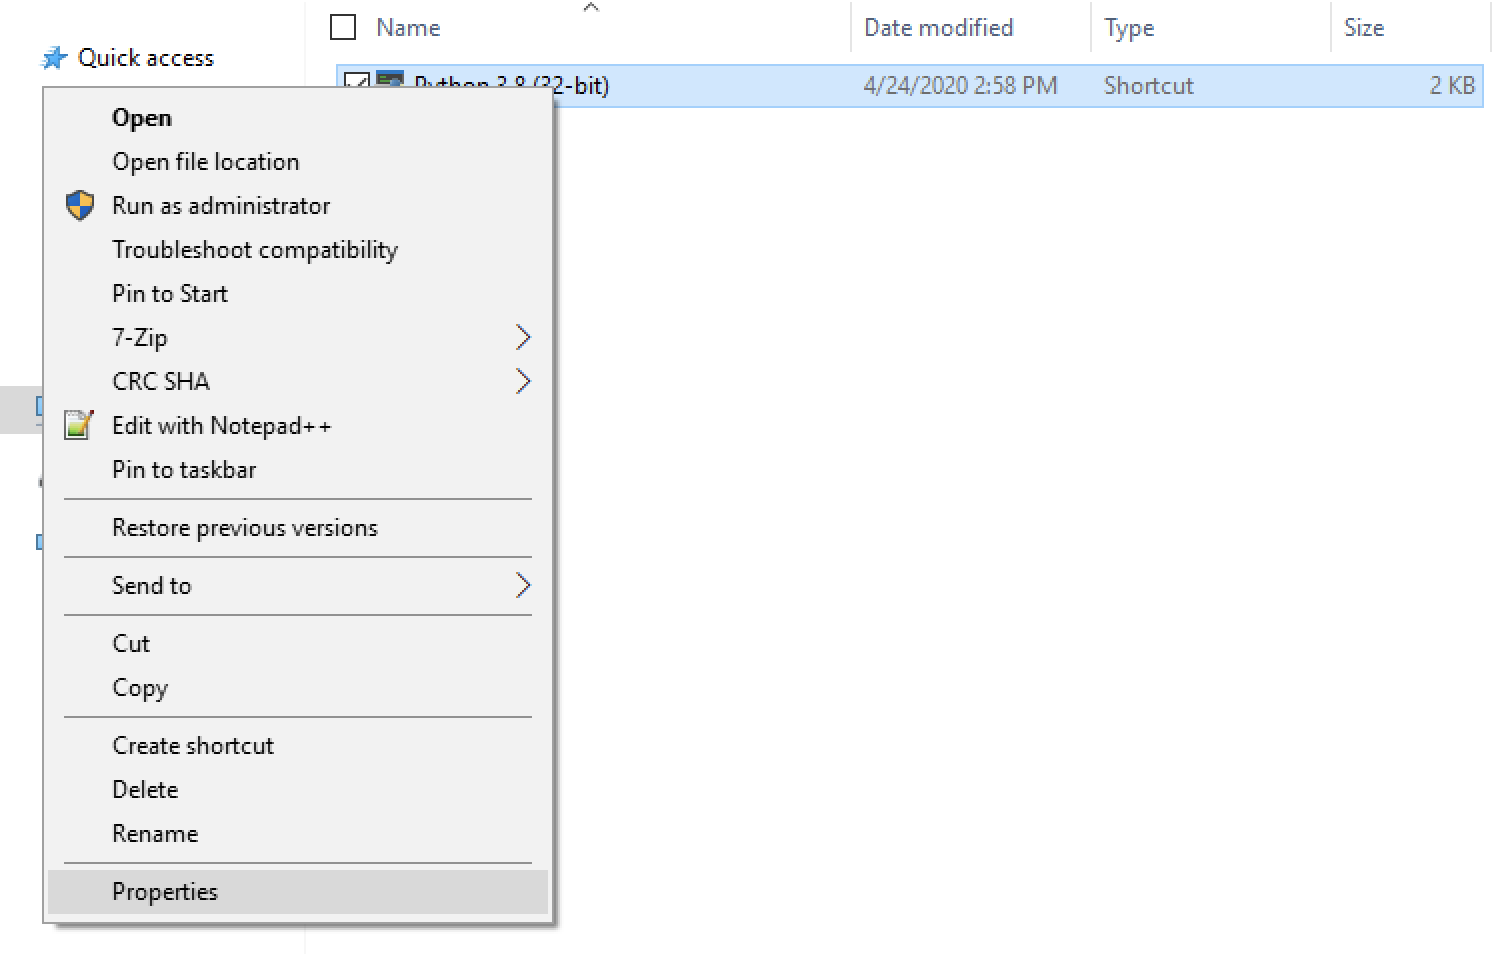 Name Date modified Type Size
Quick access
Python 3.8 (32-bit) 4/24/2020 2:58 PM Shortcut 2 KB
Open
Open file location
Run as administrator
Troubleshoot compatibility
Pin to Start
7-Zip
CRC SHA
Edit with Notepad++
Pin to taskbar
Restore previous versions
Send to
Cut
Copy
Create shortcut
Delete
Rename
Properties